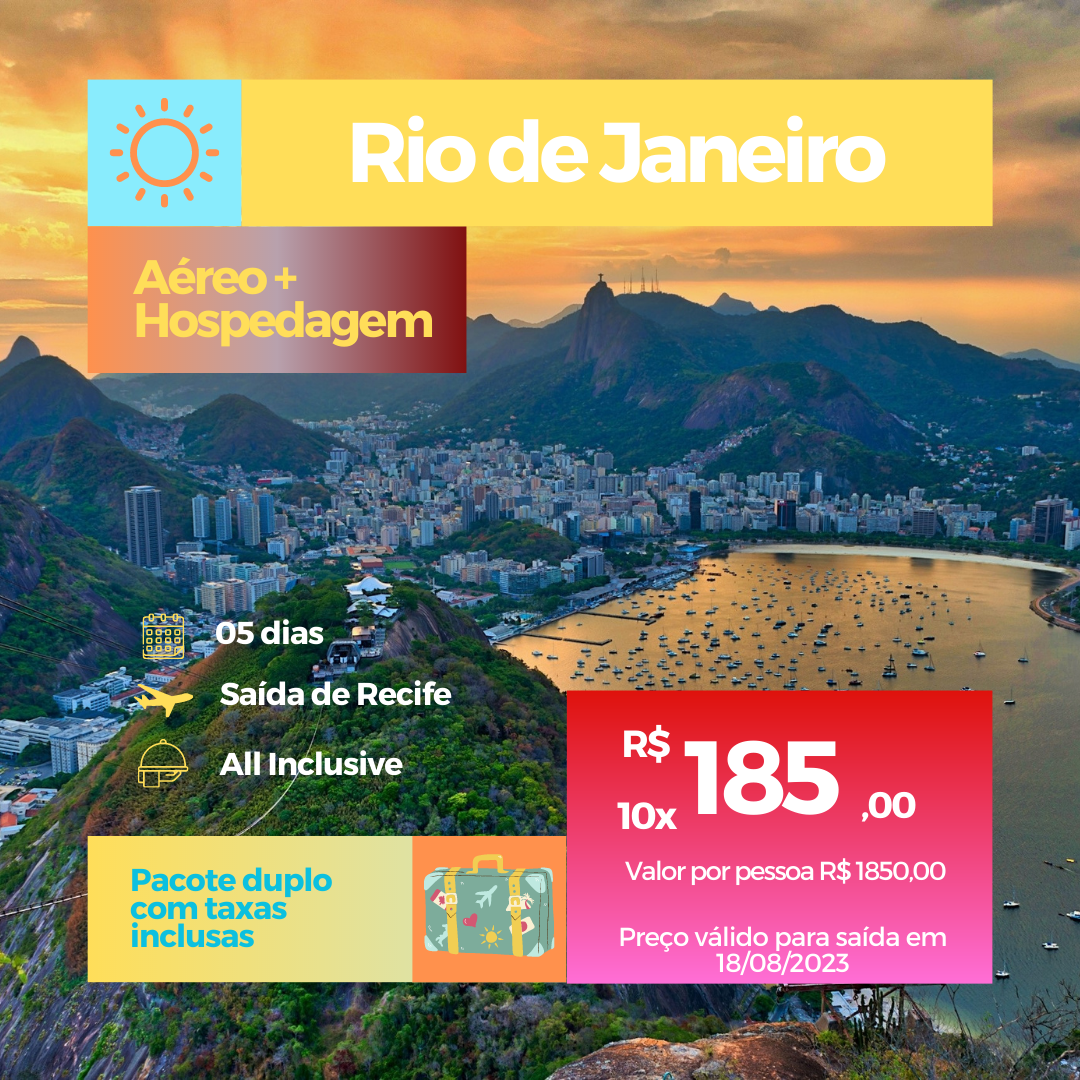 Rio de Janeiro
Aéreo +
Hospedagem
05 dias
Saída de Recife
All Inclusive
Pacote duplo
com taxas
inclusas
R$
10x 185 ,00
Valor por pessoa R$ 1850,00
Preço válido para saída em
18/08/2023